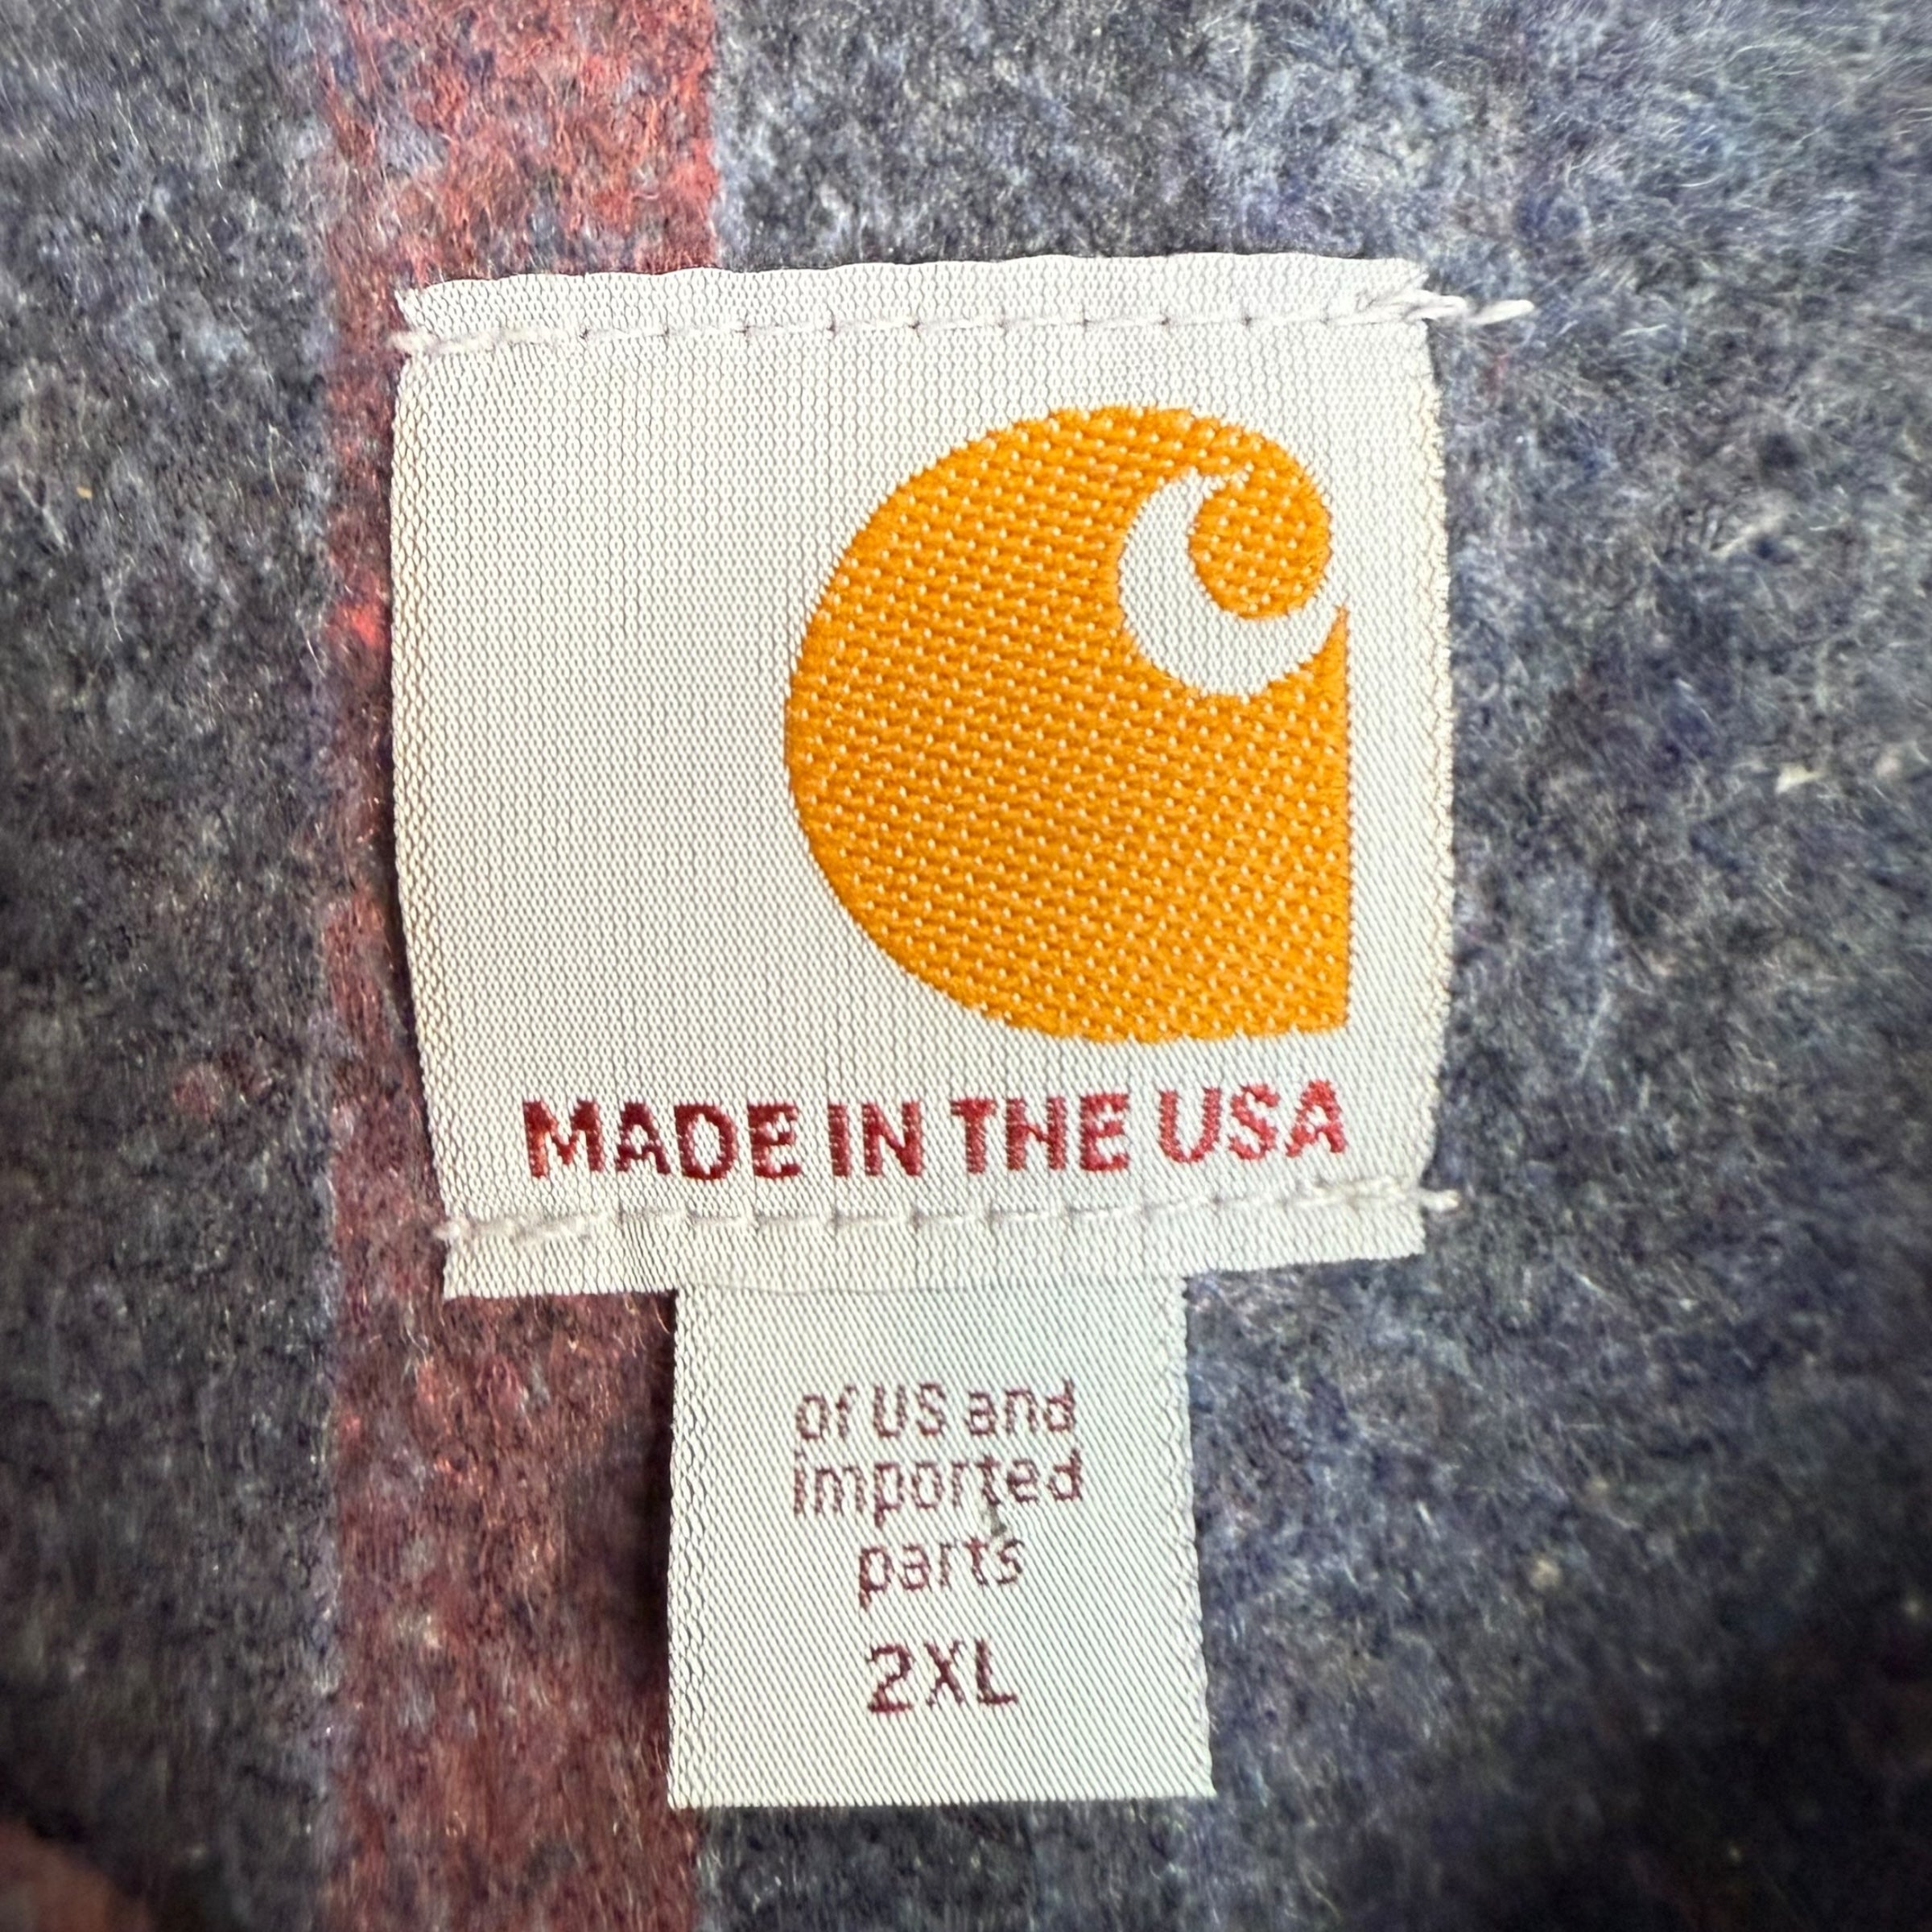 MADE IN THE USA
of US and
imported
parts
2XL